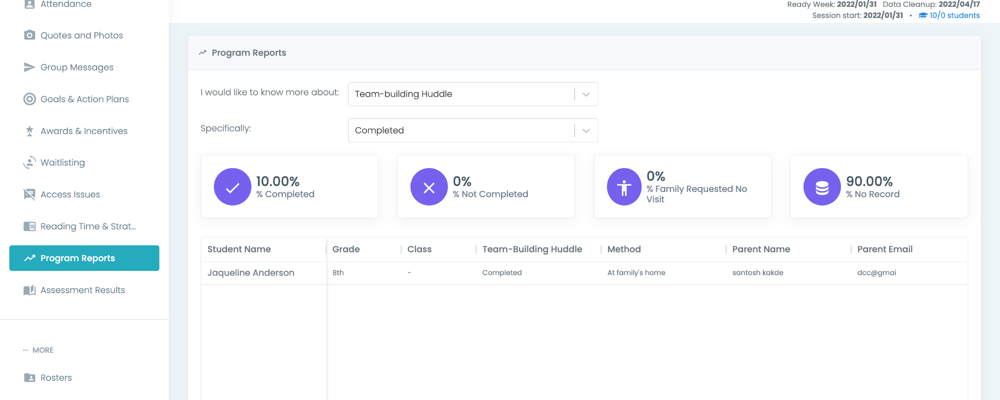 Attendance
Quotes and Photos
Group Messages
Goals & Action Plans
Awards & Incentives
Waitlisting
Access Issues
Reading Time & Strat...
Program Reports
Assessment Results
··· MORE
Rosters
Ready Week: 2022/01/31 Data Cleanup: 2022/04/17
Session start: 2022/01/31 • 10/0 students
Program Reports
I would like to know more about: Team-building Huddle
Specifically: Completed
10.00%
% Completed
0%
% Not Completed
0%
% Family Requested No
Visit
90.00%
% No Record
Student Name Grade Class Team-Building Huddle Method Parent Name Parent Email
Jaqueline Anderson 8th - Completed At family's home santosh kakde dcc@gmai